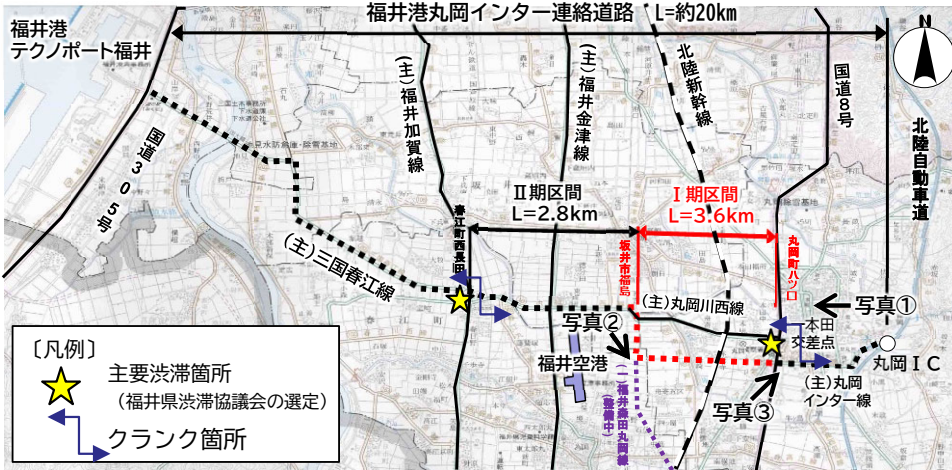 福井港丸岡インター連絡道路 L=約20km
福井港
テクノポート福井
N
国道305号
(主)福井加賀線
(主)福井金津線
北陸新幹線
国道8号
北陸自動車道
Ⅱ期区間
L=2.8km
Ⅰ期区間
L=3.6km
春江町西長田
坂井市福島
丸岡町八ツ口
(主)三国春江線
(主)丸岡川西線
写真①
写真②
本田
交差点
福井空港
丸岡IC
(主)丸岡
インター線
写真③
(一)福井森田丸岡線
(整備中)
〔凡例〕
主要渋滞箇所
(福井県渋滞協議会の選定)
クランク箇所